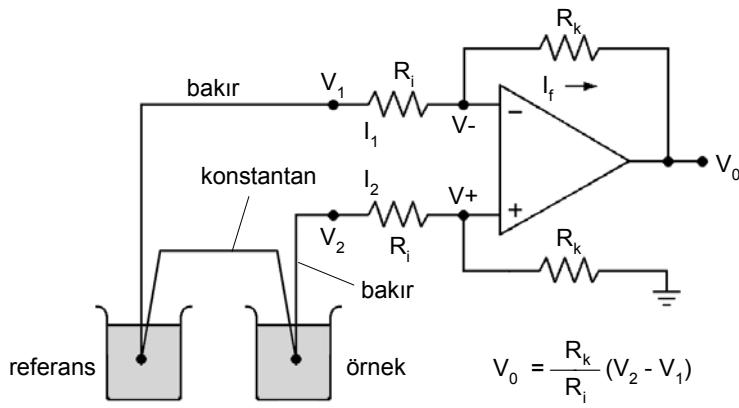 R_k
I_f
bakır
V_1
R_i
V-
−
I_1
V_0
konstantan
I_2
V+
+
V_2
R_i
R_k
bakır
referans
örnek
V_0 = R_k/R_i (V_2 - V_1)